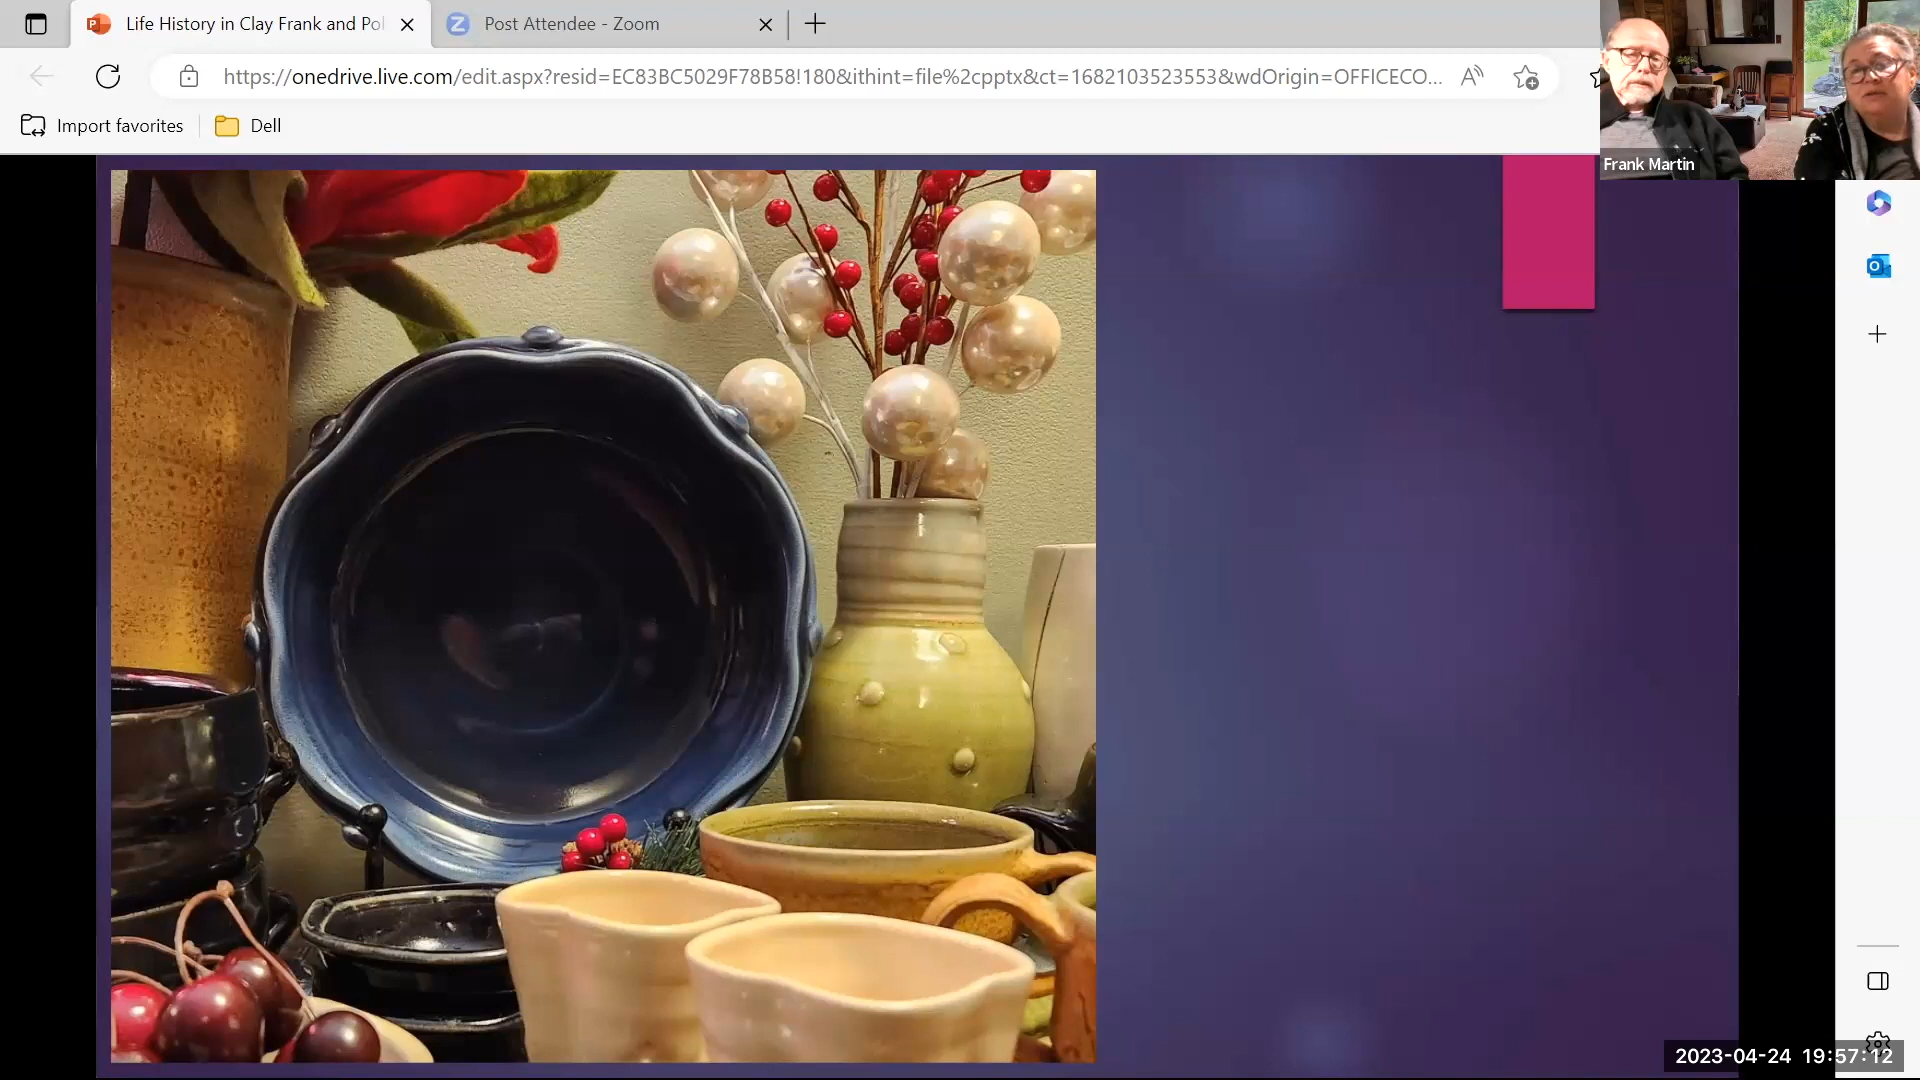 Life History in Clay Frank and Pol
Post Attendee - Zoom
https://onedrive.live.com/edit.aspx?resid=EC83BC5029F78B58!180&ithint=file%2cpptx&ct=1682103523553&wdOrigin=OFFICECO...
Import favorites
Dell
Frank Martin
2023-04-24 19:57:12